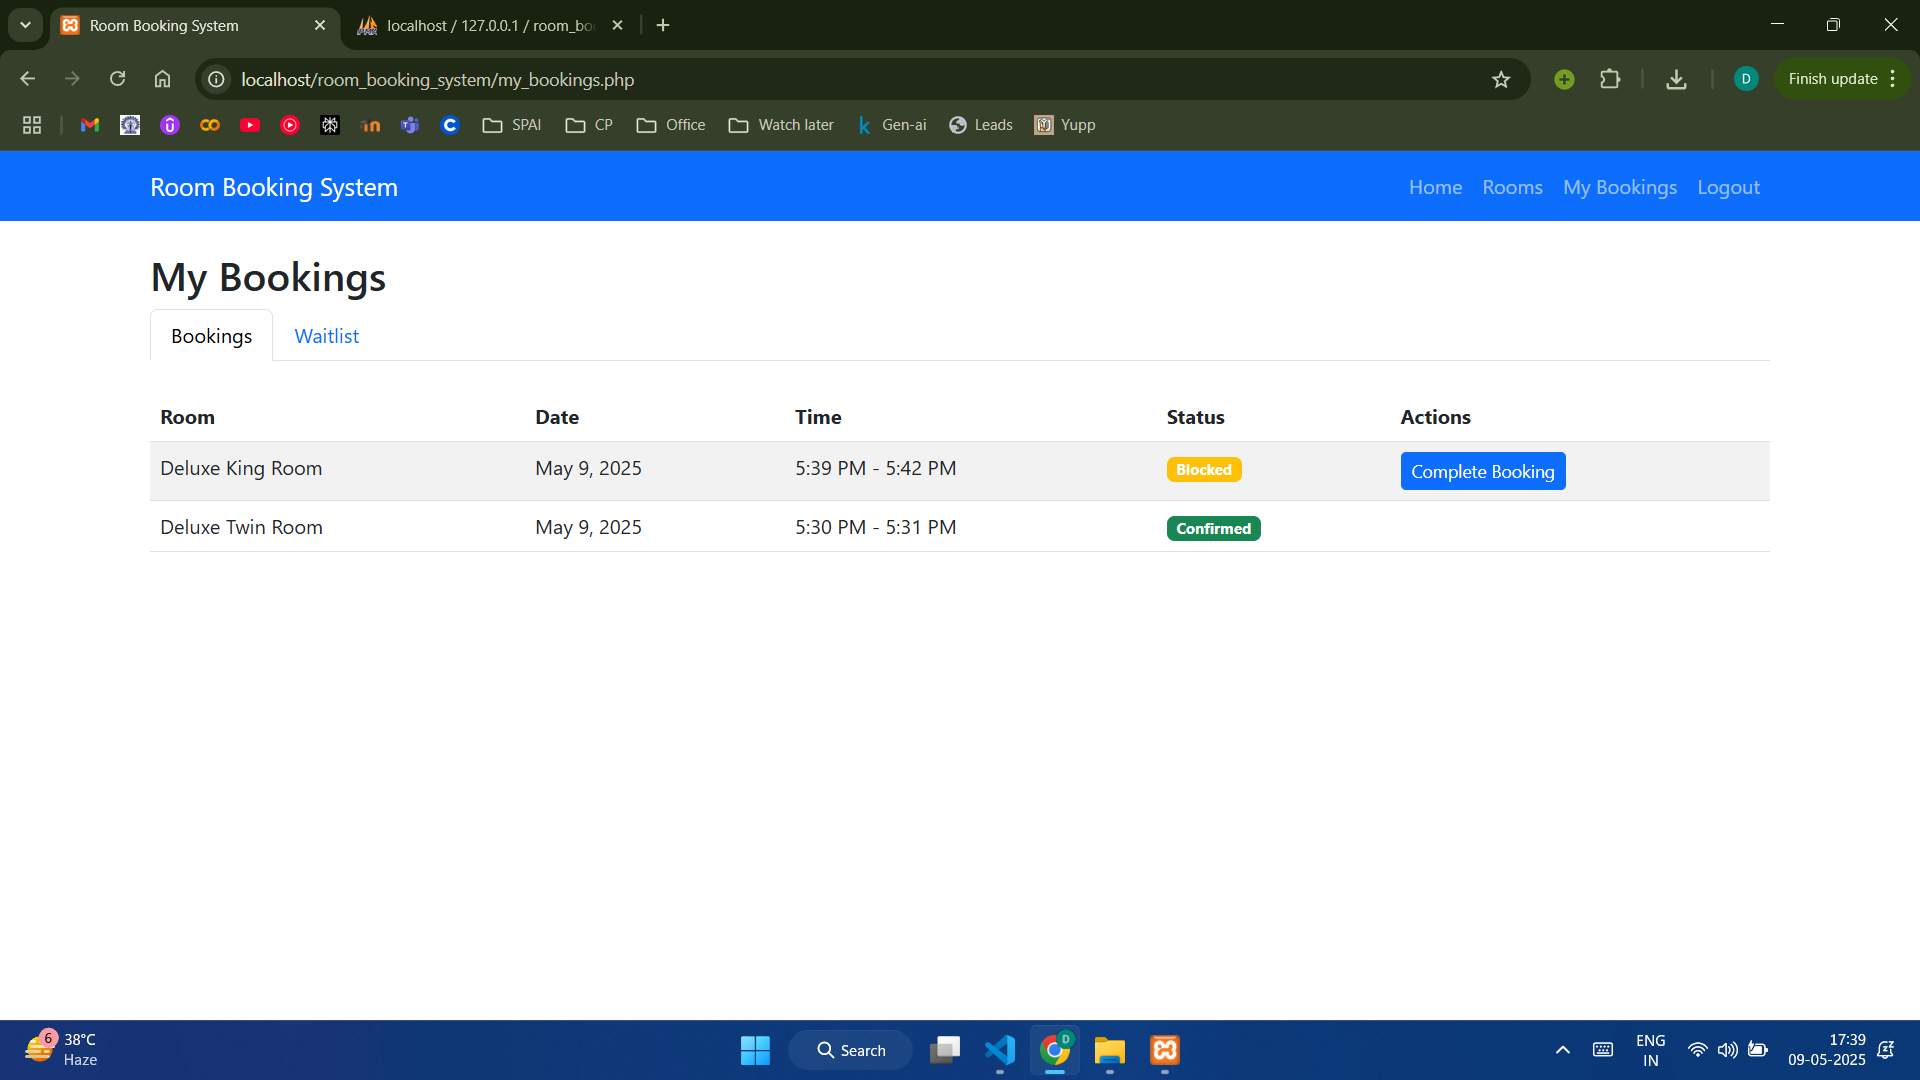 Room Booking System
localhost / 127.0.0.1 / room_bo
localhost/room_booking_system/my_bookings.php
D
Finish update
SPAI
CP
Office
Watch later
Gen-ai
Leads
Yupp
Room Booking System
Home Rooms My Bookings Logout
My Bookings
Bookings Waitlist
Room Date Time Status Actions
Deluxe King Room May 9, 2025 5:39 PM - 5:42 PM Blocked Complete Booking
Deluxe Twin Room May 9, 2025 5:30 PM - 5:31 PM Confirmed
6
38°C
Haze
Search
D
ENG
IN
17:39
09-05-2025